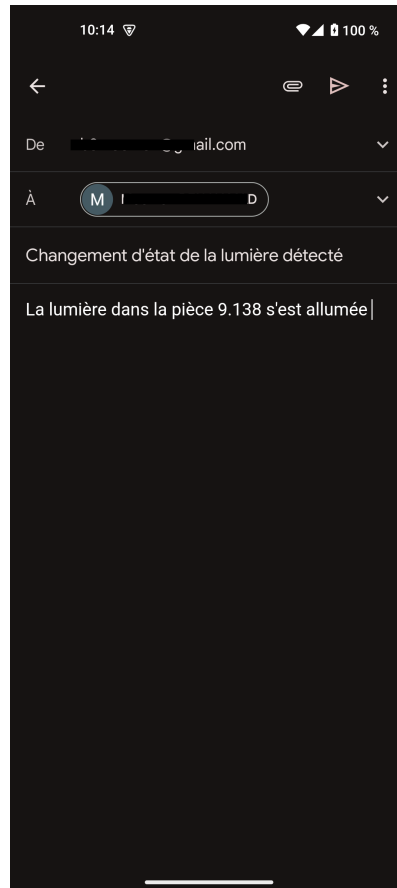 10:14
100 %
De ail.com
À M D
Changement d'état de la lumière détecté
La lumière dans la pièce 9.138 s'est allumée